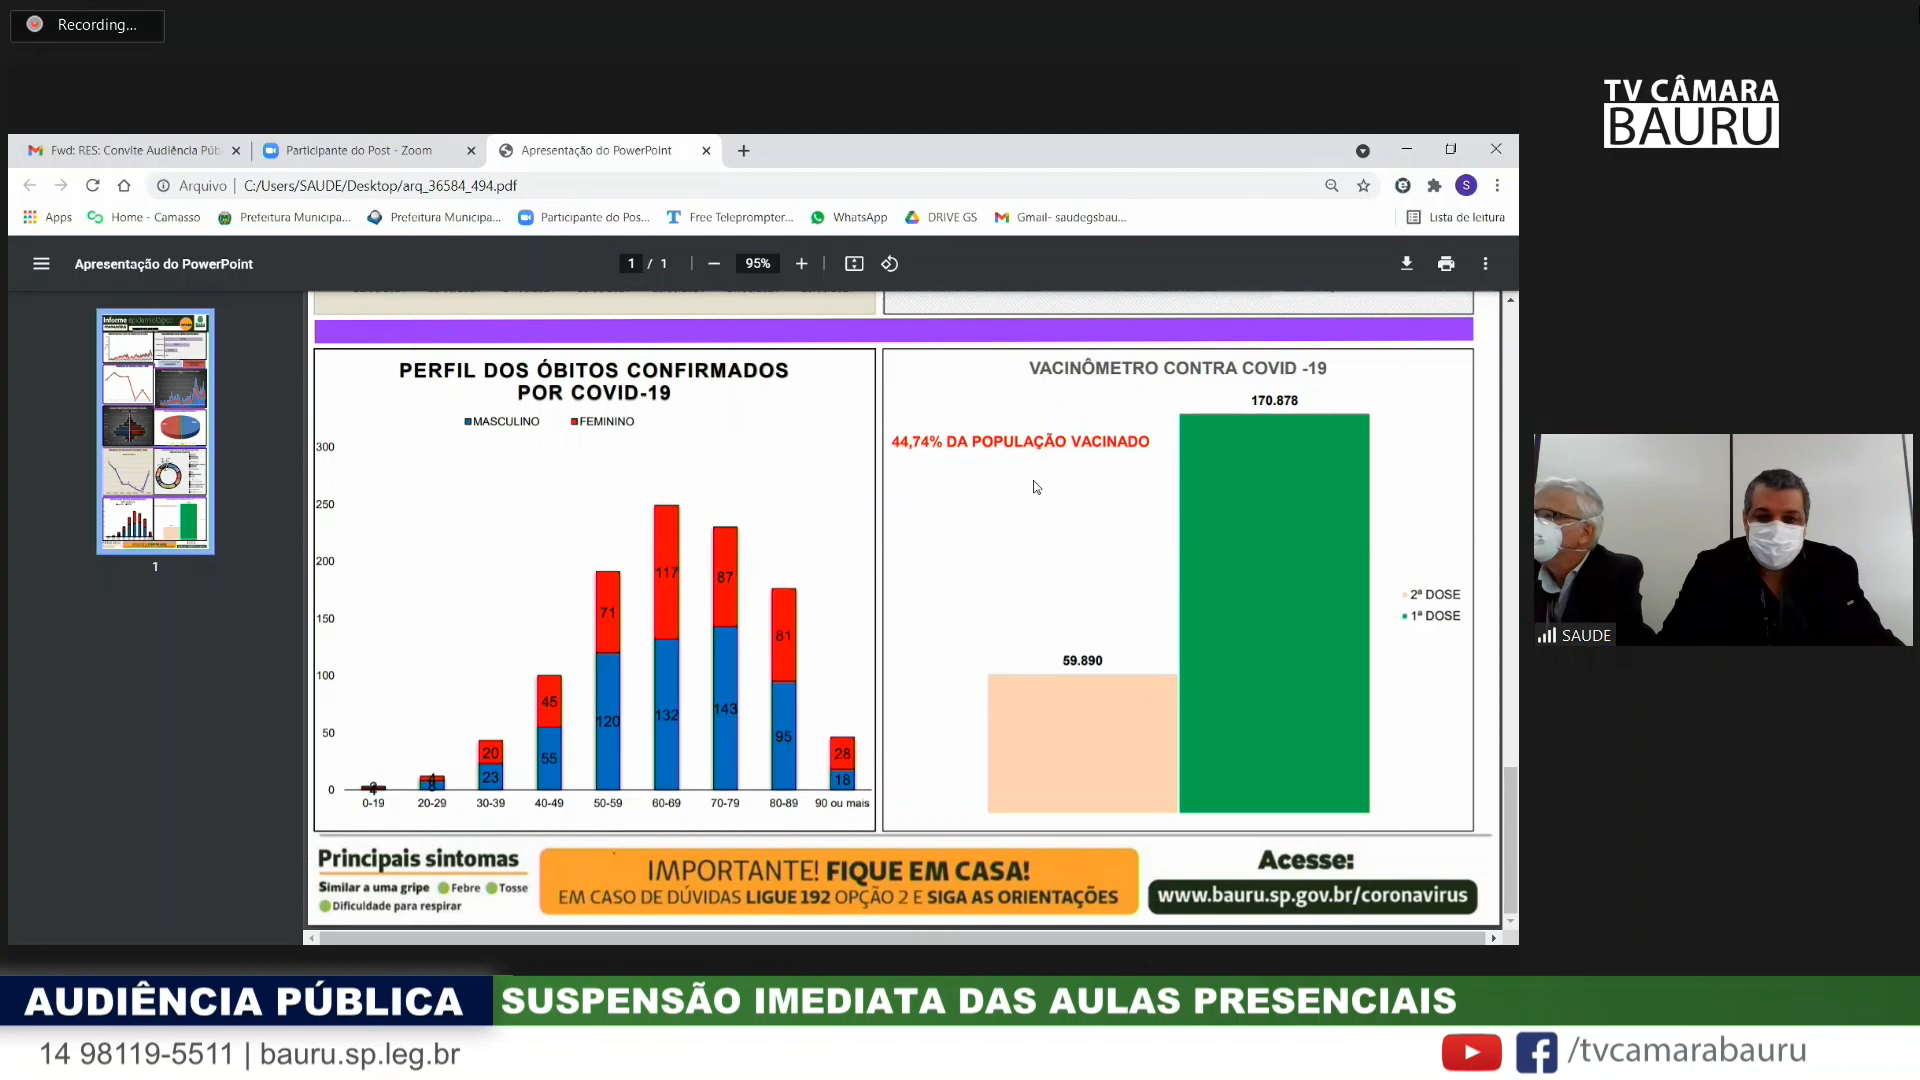 Recording...
TV CÂMARA
BAURU
Fwd: RES: Convite Audiência Púb
Participante do Post - Zoom
Apresentação do PowerPoint
Arquivo | C:/Users/SAUDE/Desktop/arq_36584_494.pdf
S
Apps
Home - Camasso
Prefeitura Municipa...
Prefeitura Municipa...
Participante do Pos...
Free Teleprompter...
WhatsApp
DRIVE GS
Gmail- saudegsbau...
Lista de leitura
Apresentação do PowerPoint
1 / 1
95%
1
PERFIL DOS ÓBITOS CONFIRMADOS
POR COVID-19
MASCULINO FEMININO
300
250
200
150
100
50
0
20
23
45
55
71
120
117
132
87
143
81
95
28
18
0-19 20-29 30-39 40-49 50-59 60-69 70-79 80-89 90 ou mais
VACINÔMETRO CONTRA COVID -19
170.878
44,74% DA POPULAÇÃO VACINADO
59.890
2ª DOSE
1ª DOSE
Principais sintomas
Similar a uma gripe Febre Tosse
Dificuldade para respirar
IMPORTANTE! FIQUE EM CASA!
EM CASO DE DÚVIDAS LIGUE 192 OPÇÃO 2 E SIGA AS ORIENTAÇÕES
Acesse:
www.bauru.sp.gov.br/coronavirus
SAUDE
AUDIÊNCIA PÚBLICA
SUSPENSÃO IMEDIATA DAS AULAS PRESENCIAIS
14 98119-5511 | bauru.sp.leg.br
/tvcamarabauru